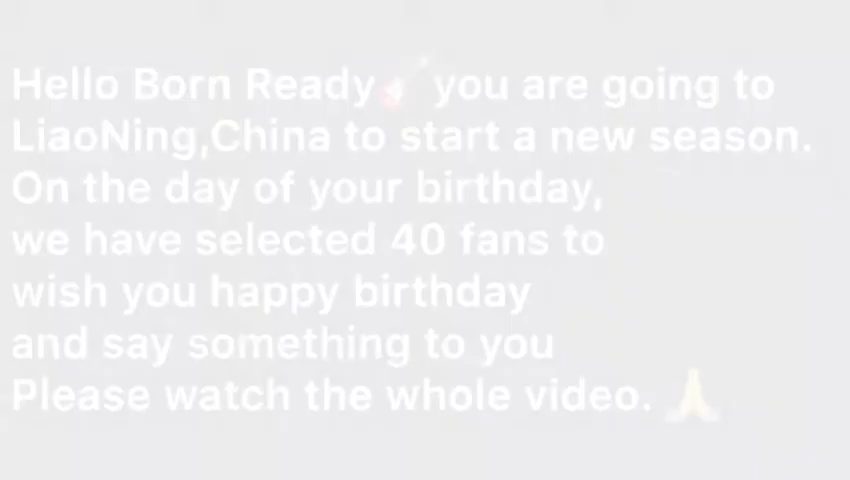 Hello Born Ready🎸you are going to
LiaoNing,China to start a new season.
On the day of your birthday,
we have selected 40 fans to
wish you happy birthday
and say something to you
Please watch the whole video. 🙏